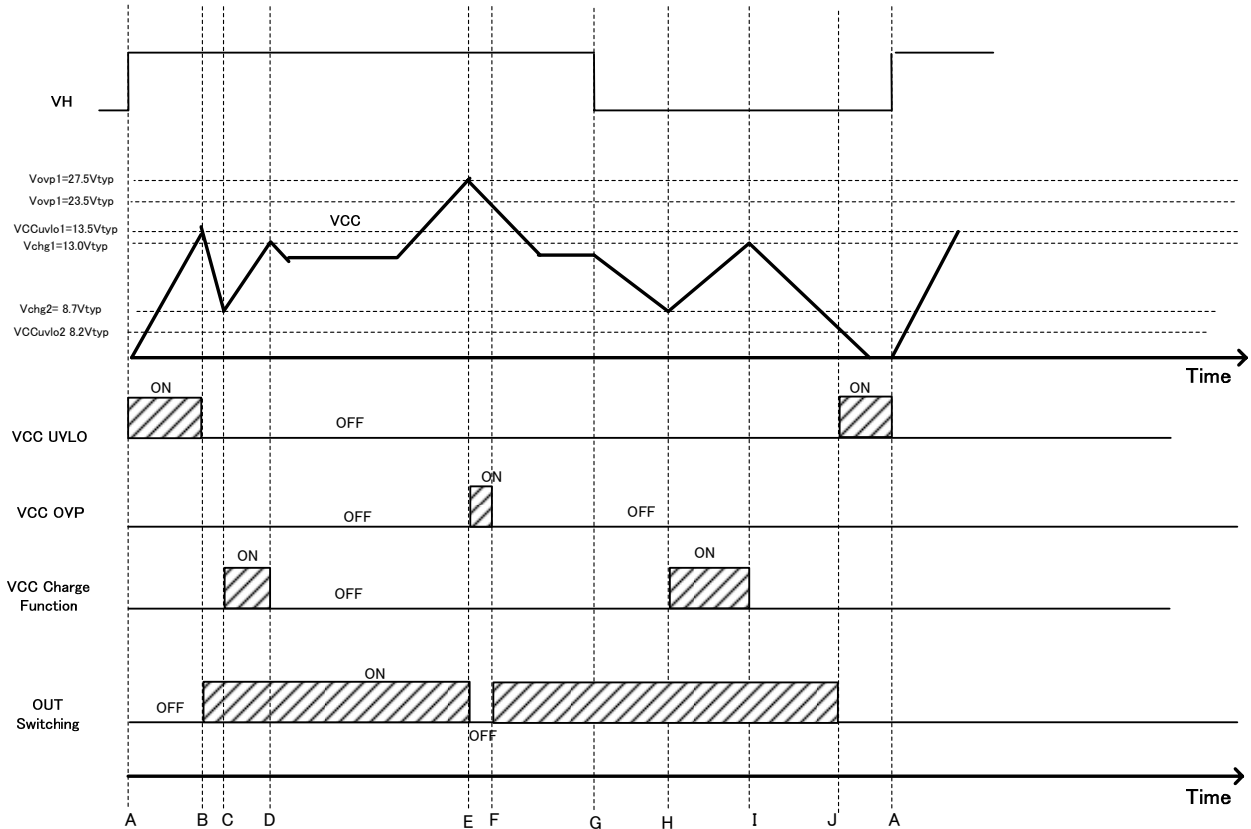 VH
Vovp1=27.5Vtyp
Vovp1=23.5Vtyp
VCCuvlo1=13.5Vtyp
Vchg1=13.0Vtyp
VCC
Vchg2= 8.7Vtyp
VCCuvlo2 8.2Vtyp
Time
ON
ON
OFF
VCC UVLO
ON
VCC OVP
OFF
OFF
ON
ON
VCC Charge
Function
OFF
ON
OUT
Switching
OFF
OFF
Time
A B C D E F G H I J A